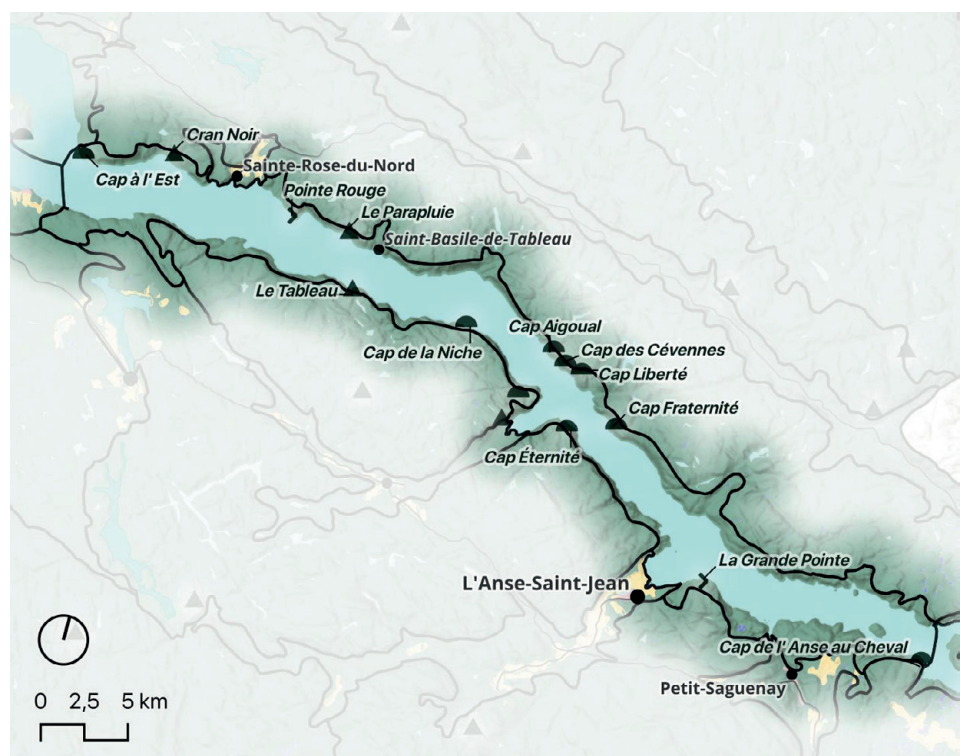 Cran Noir
Sainte-Rose-du-Nord
Cap à l' Est
Pointe Rouge
Le Parapluie
Saint-Basile-de-Tableau
Le Tableau
Cap Aigoual
Cap de la Niche
Cap des Cévennes
Cap Liberté
Cap Fraternité
Cap Éternité
La Grande Pointe
L'Anse-Saint-Jean
Cap de l' Anse au Cheval
Petit-Saguenay
0 2,5 5 km